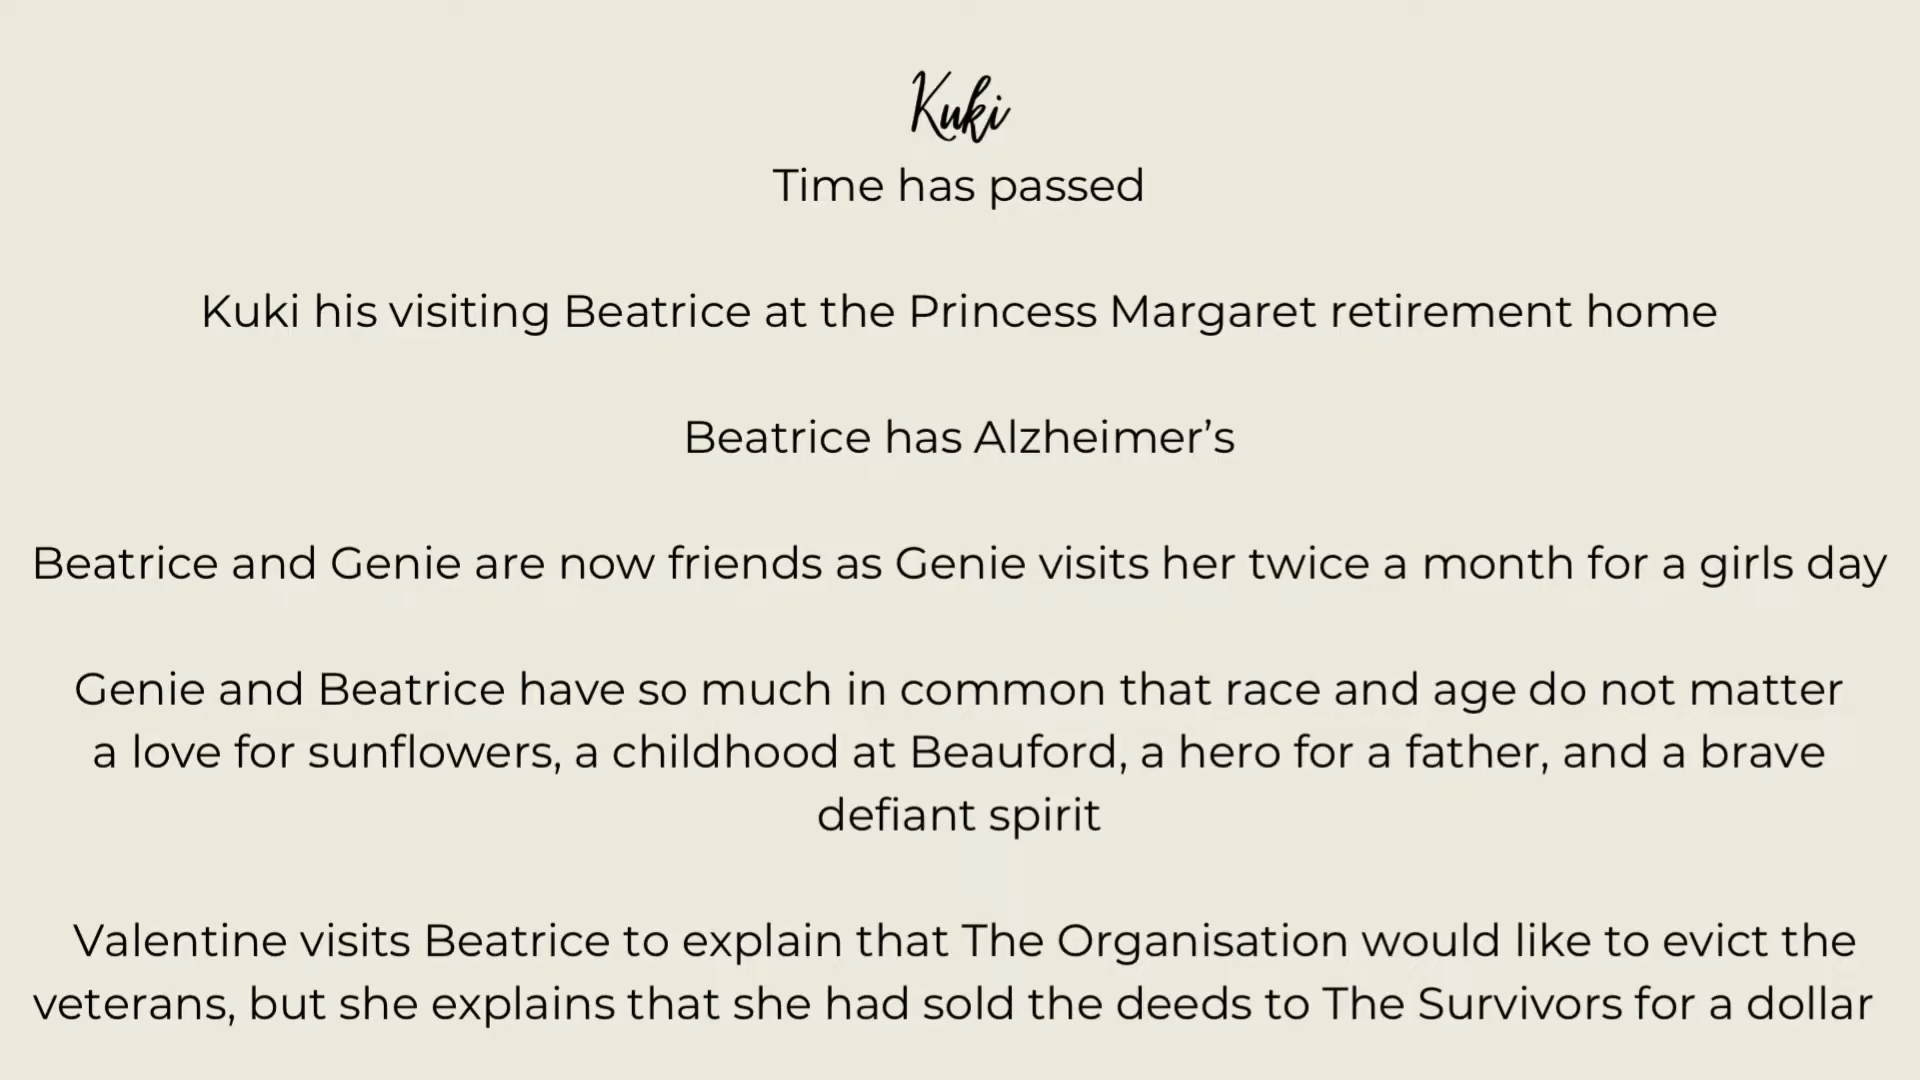 Kuki
Time has passed
Kuki his visiting Beatrice at the Princess Margaret retirement home
Beatrice has Alzheimer’s
Beatrice and Genie are now friends as Genie visits her twice a month for a girls day
Genie and Beatrice have so much in common that race and age do not matter
a love for sunflowers, a childhood at Beauford, a hero for a father, and a brave
defiant spirit
Valentine visits Beatrice to explain that The Organisation would like to evict the
veterans, but she explains that she had sold the deeds to The Survivors for a dollar